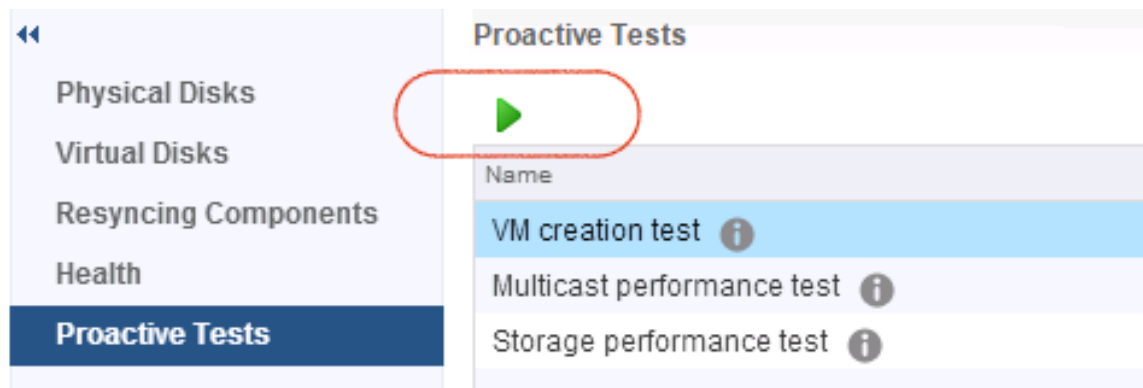 Physical Disks
Virtual Disks
Resyncing Components
Health
Proactive Tests
Proactive Tests
Name
VM creation test
Multicast performance test
Storage performance test